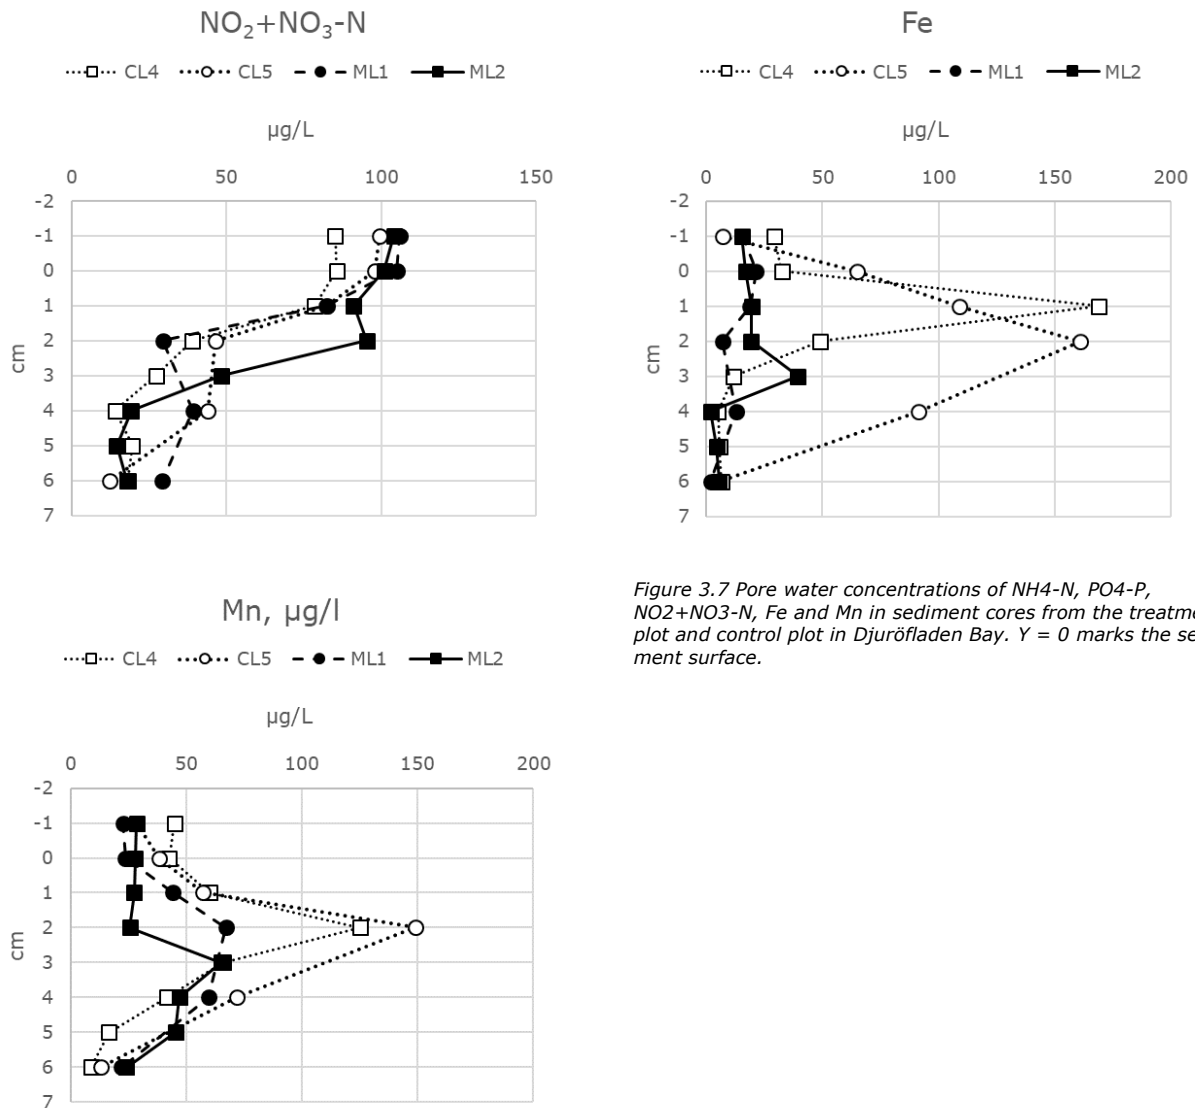 NO₂+NO₃-N
CL4 CL5 ML1 ML2
µg/L
0 50 100 150
-2
-1
0
1
2
3
4
5
6
7
cm
Fe
CL4 CL5 ML1 ML2
µg/L
0 50 100 150 200
-2
-1
0
1
2
3
4
5
6
7
cm
Mn, µg/l
CL4 CL5 ML1 ML2
µg/L
0 50 100 150 200
-2
-1
0
1
2
3
4
5
6
7
cm
Figure 3.7 Pore water concentrations of NH4-N, PO4-P,
NO2+NO3-N, Fe and Mn in sediment cores from the treatme
plot and control plot in Djuröfladen Bay. Y = 0 marks the se
ment surface.